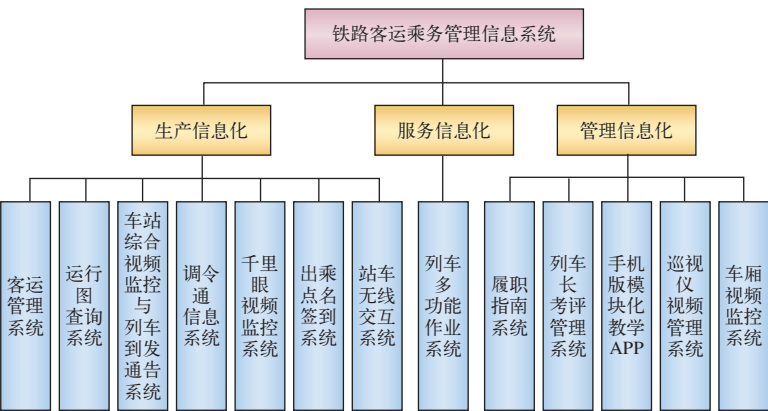 铁路客运乘务管理信息系统
生产信息化
服务信息化
管理信息化
客运
管理
系统
运行
图
查询
系统
车站
综合
视频
监控
与
列车
到发
通告
系统
调令
通
信息
系统
千里
眼
视频
监控
系统
出乘
点名
签到
系统
站车
无线
交互
系统
列车
多
功能
作业
系统
履职
指南
系统
列车
长
考评
管理
系统
手机
版模
块化
教学
APP
巡视
仪
视频
管理
系统
车厢
视频
监控
系统